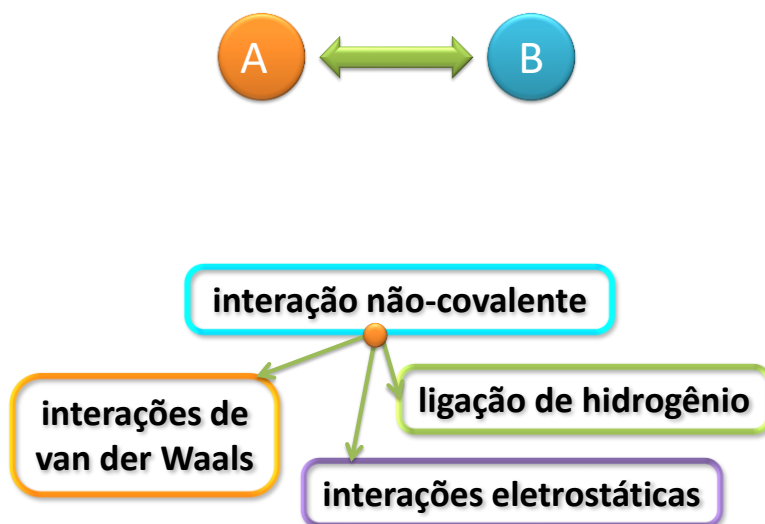 A
B
interação não-covalente
interações de
van der Waals
ligação de hidrogênio
interações eletrostáticas